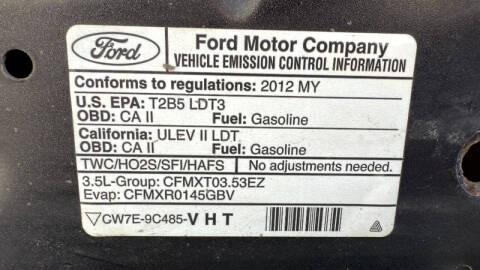 Ford
Ford Motor Company
VEHICLE EMISSION CONTROL INFORMATION
Conforms to regulations: 2012 MY
U.S. EPA: T2B5 LDT3
OBD: CA II Fuel: Gasoline
California: ULEV II LDT
OBD: CA II Fuel: Gasoline
TWC/HO2S/SFI/HAFS No adjustments needed.
3.5L-Group: CFMXT03.53EZ
Evap: CFMXR0145GBV
CW7E-9C485-V H T